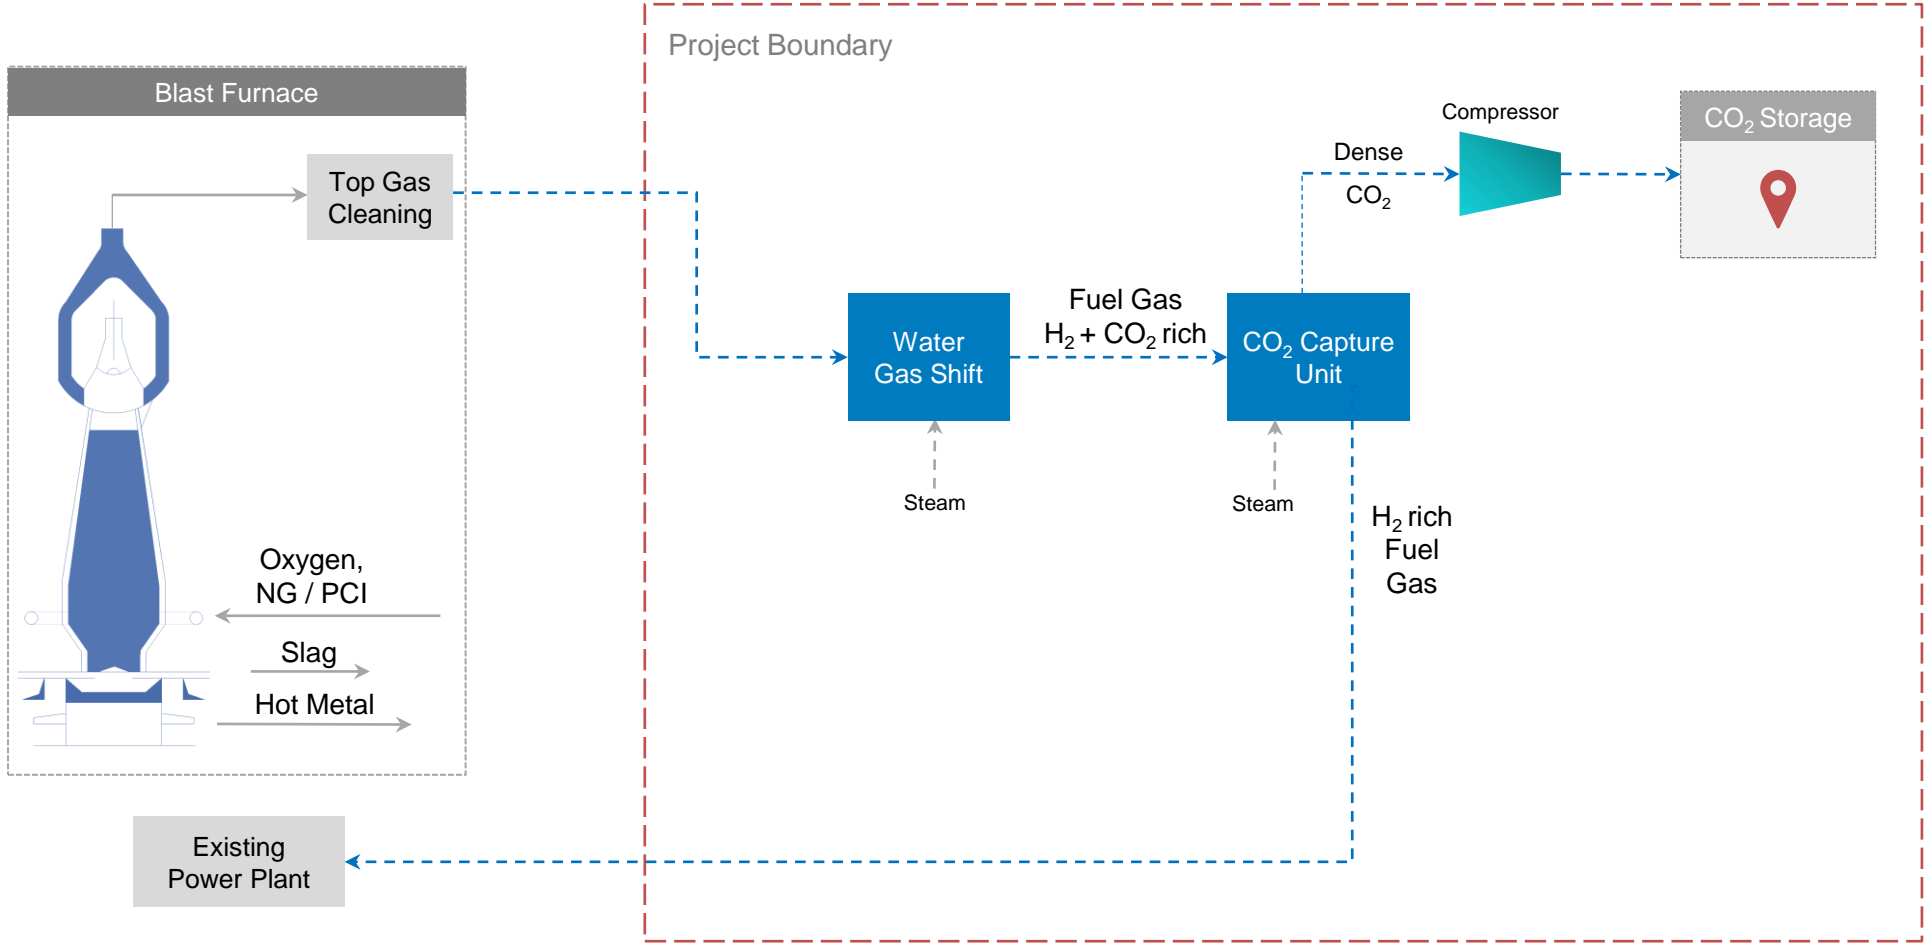 Project Boundary
Blast Furnace
Top Gas
Cleaning
Oxygen,
NG / PCI
Slag
Hot Metal
Existing
Power Plant
Water
Gas Shift
Steam
Fuel Gas
H₂ + CO₂ rich
CO₂ Capture
Unit
Steam
H₂ rich
Fuel
Gas
Dense
CO₂
Compressor
CO₂ Storage